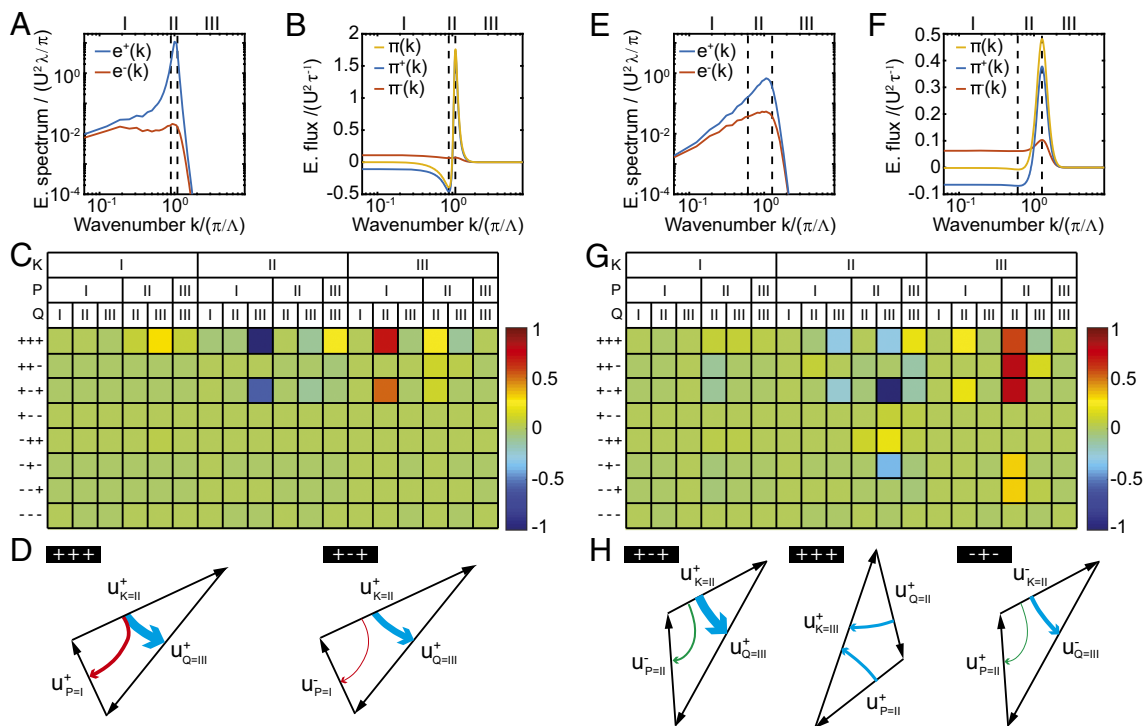 A
I II III
E. spectrum / (U² λ/π)
e⁺(k)
e⁻(k)
10⁰
10⁻²
10⁻⁴
10⁻¹ 10⁰
Wavenumber k/(π/Λ)
B
I II III
E. flux /(U² τ⁻¹)
π(k)
π⁺(k)
π⁻(k)
2
1.5
1
0.5
0
-0.5
10⁻¹ 10⁰
Wavenumber k/(π/Λ)
E
I II III
E. spectrum / (U² λ/π)
e⁺(k)
e⁻(k)
10⁰
10⁻²
10⁻⁴
10⁻¹ 10⁰
Wavenumber k/(π/Λ)
F
I II III
E. flux /(U² τ⁻¹)
π(k)
π⁺(k)
π⁻(k)
0.5
0.4
0.3
0.2
0.1
0
-0.1
10⁻¹ 10⁰
Wavenumber k/(π/Λ)
C
K I II III
P I II III I II III I II III
Q I II III II III III I II III II III III I II III II III III
+++
++-
+-+
+--
-++
-+-
--+
---
1
0.5
0
-0.5
-1
G
K I II III
P I II III I II III I II III
Q I II III II III III I II III II III III I II III II III III
+++
++-
+-+
+--
-++
-+-
--+
---
1
0.5
0
-0.5
-1
D
+++
u⁺K=II
u⁺Q=III
u⁺P=I
+-+
u⁺K=II
u⁺Q=III
u⁻P=I
H
+-+
u⁺K=II
u⁺Q=III
u⁻P=II
+++
u⁺Q=II
u⁺K=III
u⁺P=II
-+-
u⁻K=II
u⁻Q=III
u⁺P=II